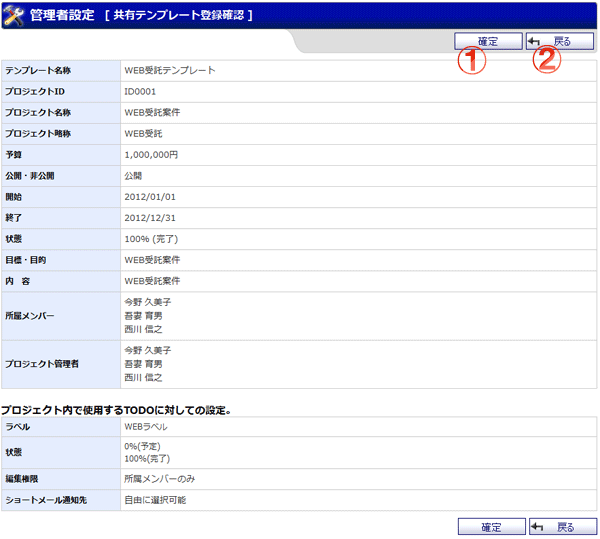 管理者設定 [ 共有テンプレート登録確認 ]
確定 戻る
① ②
テンプレート名称 WEB受託テンプレート
プロジェクトID ID0001
プロジェクト名称 WEB受託案件
プロジェクト略称 WEB受託
予算 1,000,000円
公開・非公開 公開
開始 2012/01/01
終了 2012/12/31
状態 100% (完了)
目標・目的 WEB受託案件
内　容 WEB受託案件
所属メンバー 今野 久美子
吾妻 育男
西川 信之
プロジェクト管理者 今野 久美子
吾妻 育男
西川 信之
プロジェクト内で使用するTODOに対しての設定。
ラベル WEBラベル
状態 0%(予定)
100%(完了)
編集権限 所属メンバーのみ
ショートメール通知先 自由に選択可能
確定 戻る